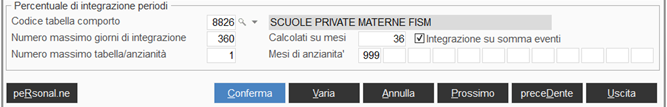 Percentuale di integrazione periodi
Codice tabella comporto 8826 SCUOLE PRIVATE MATERNE FISM
Numero massimo giorni di integrazione 360 Calcolati su mesi 36 Integrazione su somma eventi
Numero massimo tabella/anzianità 1 Mesi di anzianita' 999
peRsonal.ne Conferma Varia Annulla Prossimo preceDente Uscita